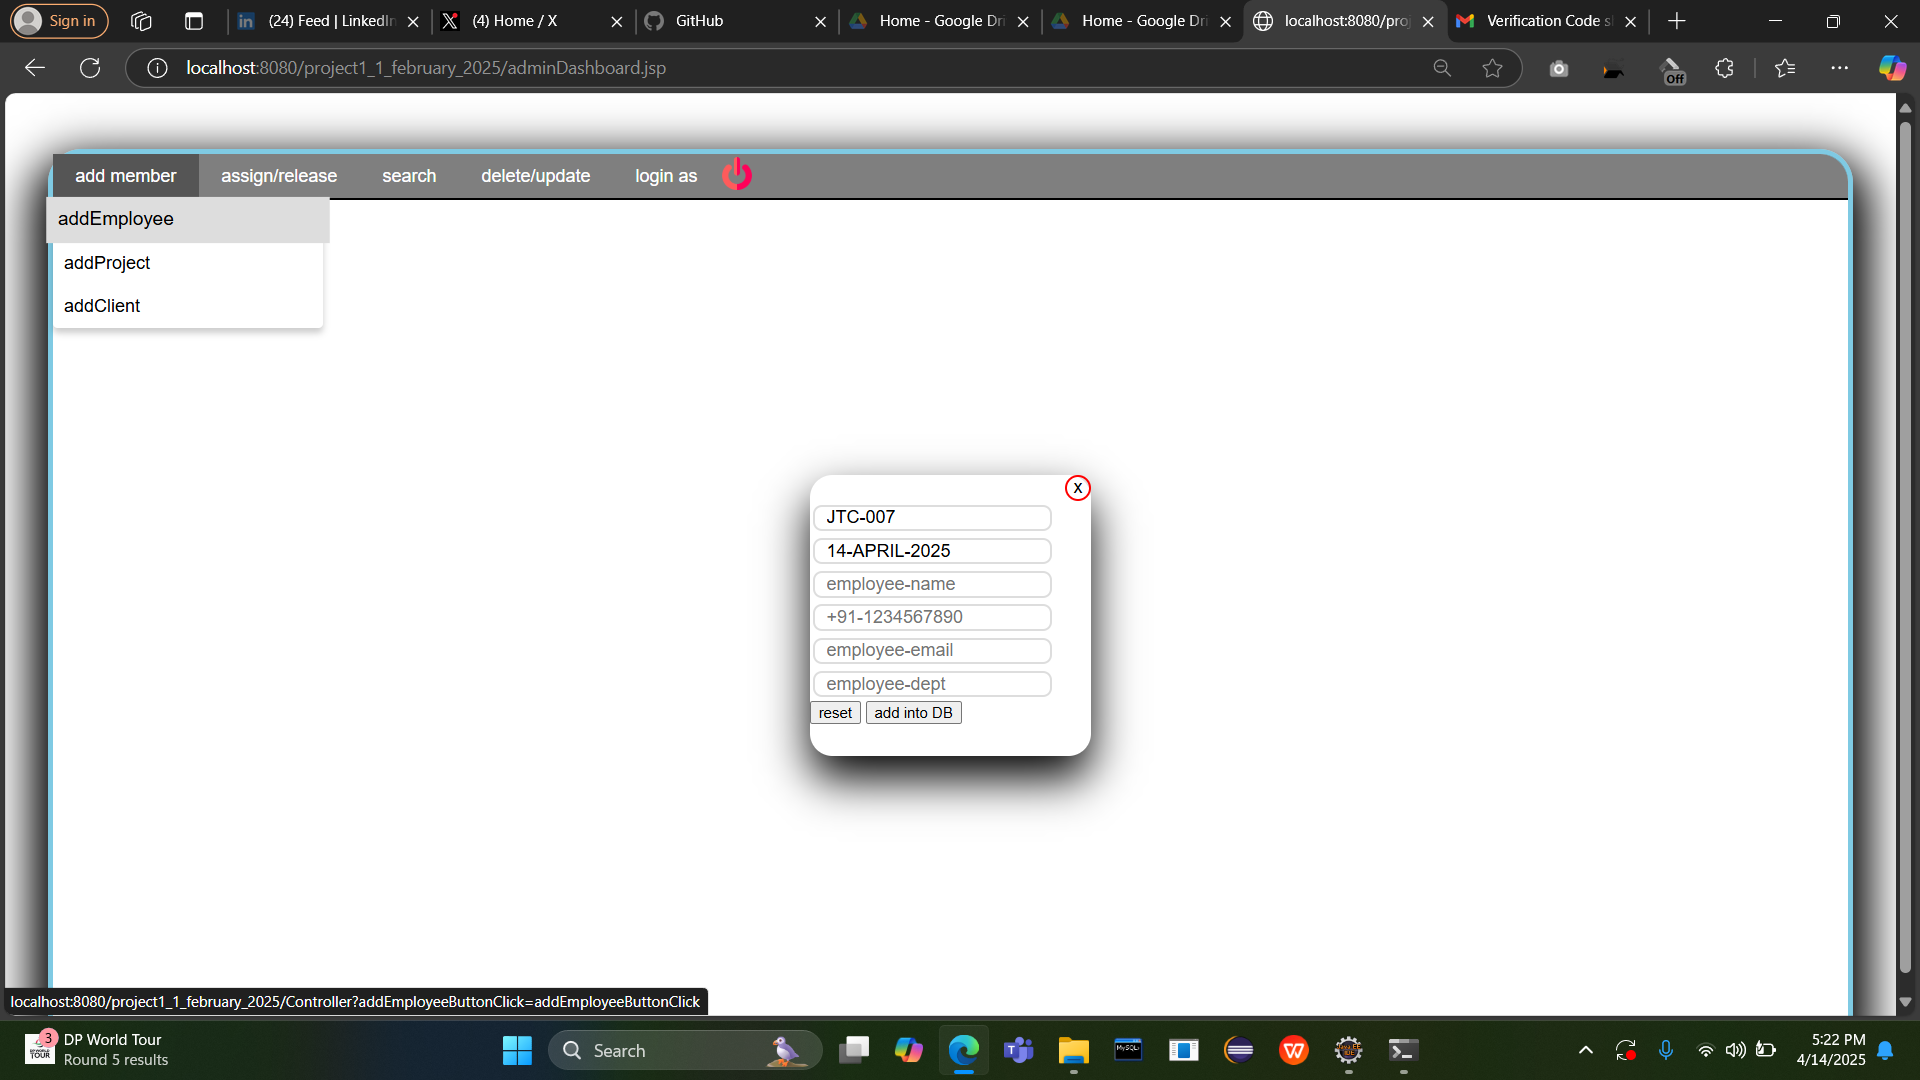 Sign in
(24) Feed | LinkedIn
(4) Home / X
GitHub
Home - Google Dri
Home - Google Dri
localhost:8080/proj
Verification Code s
localhost:8080/project1_1_february_2025/adminDashboard.jsp
Off
add member
assign/release
search
delete/update
login as
addEmployee
addProject
addClient
X
JTC-007
14-APRIL-2025
employee-name
+91-1234567890
employee-email
employee-dept
reset
add into DB
localhost:8080/project1_1_february_2025/Controller?addEmployeeButtonClick=addEmployeeButtonClick
3
DP World Tour
Round 5 results
Search
5:22 PM
4/14/2025